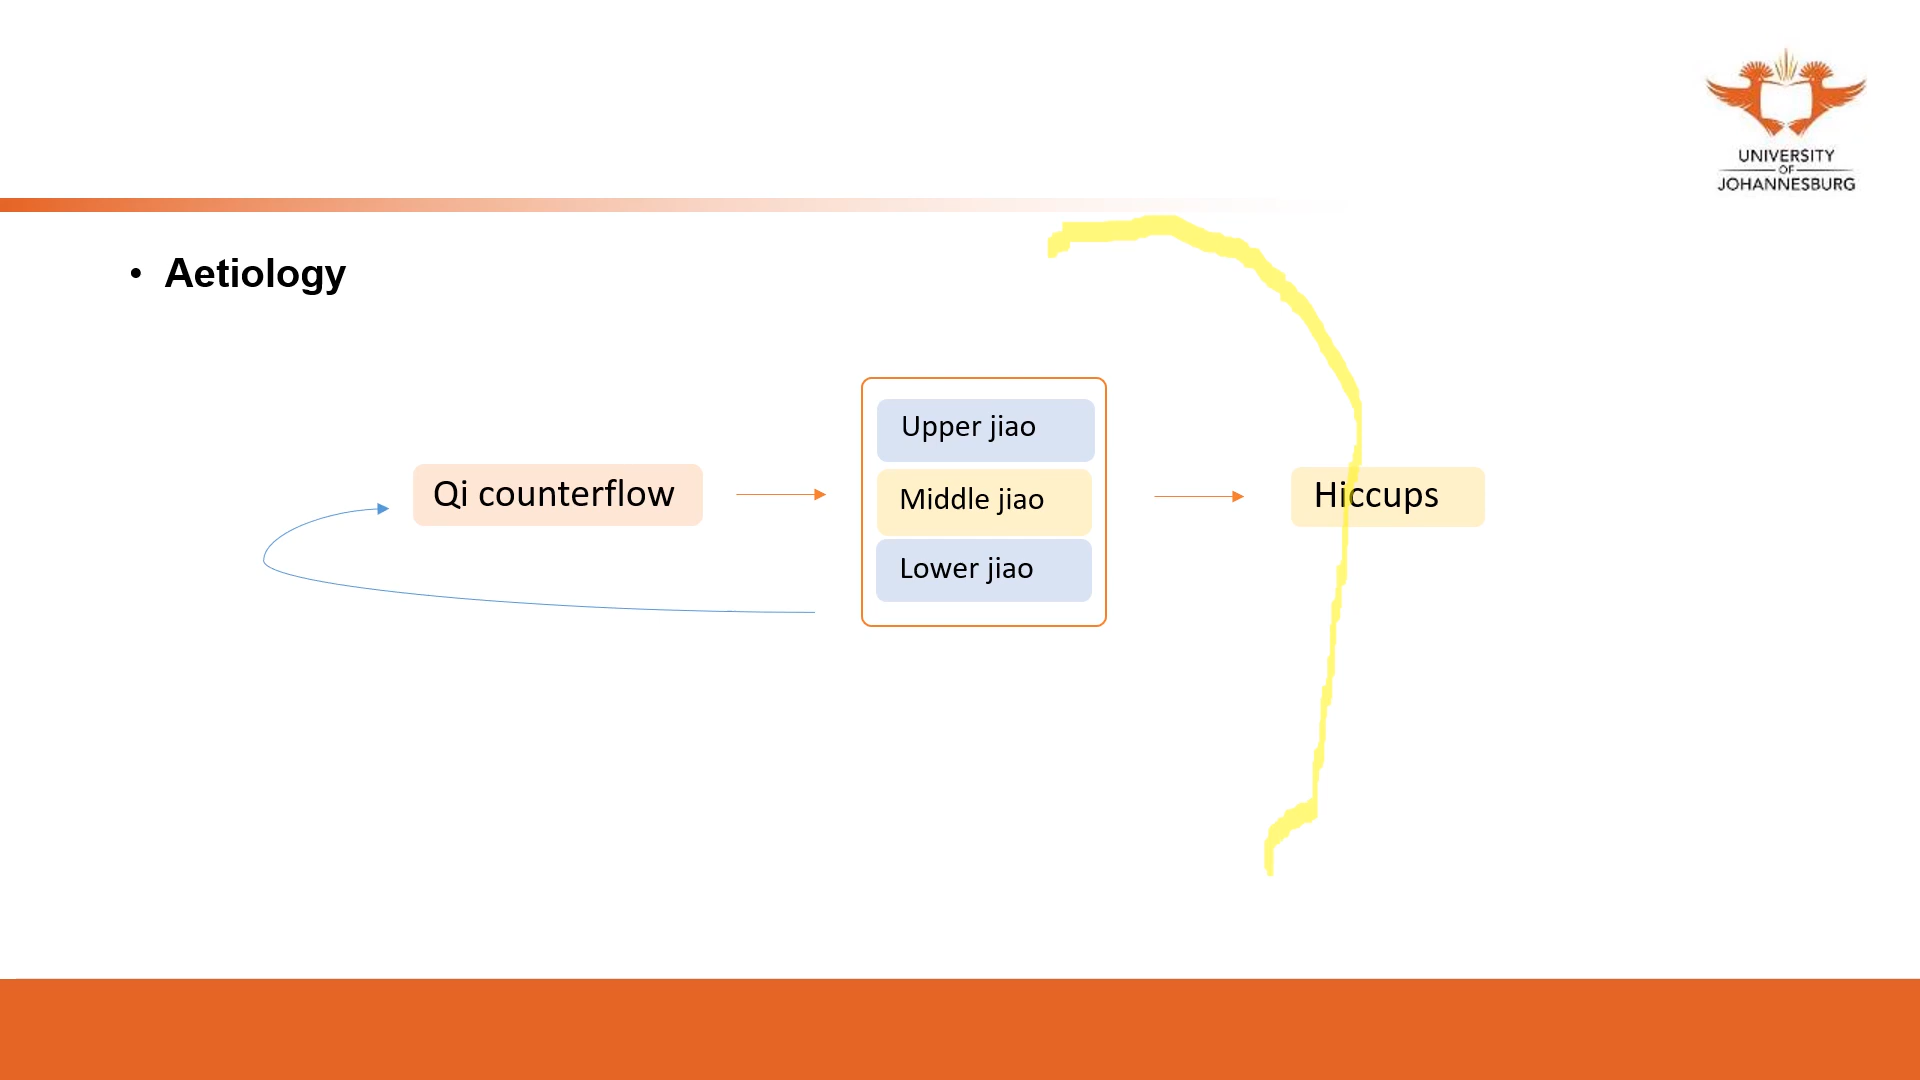 UNIVERSITY
OF
JOHANNESBURG
• Aetiology
Upper jiao
Qi counterflow
Middle jiao
Hiccups
Lower jiao